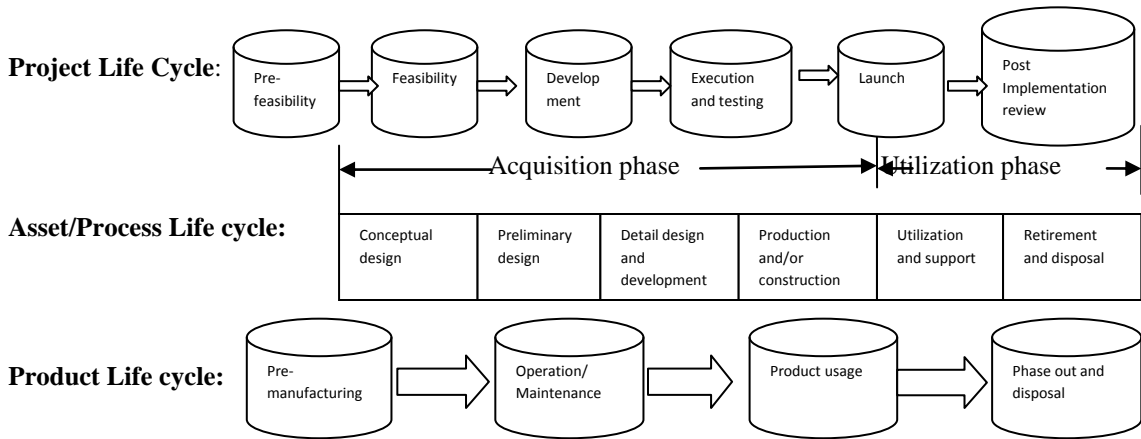 Project Life Cycle:
Pre-
feasibility
Feasibility
Develop
ment
Execution
and testing
Launch
Post
Implementation
review
Acquisition phase
Utilization phase
Asset/Process Life cycle:
Conceptual
design
Preliminary
design
Detail design
and
development
Production
and/or
construction
Utilization
and support
Retirement
and disposal
Product Life cycle:
Pre-
manufacturing
Operation/
Maintenance
Product usage
Phase out and
disposal